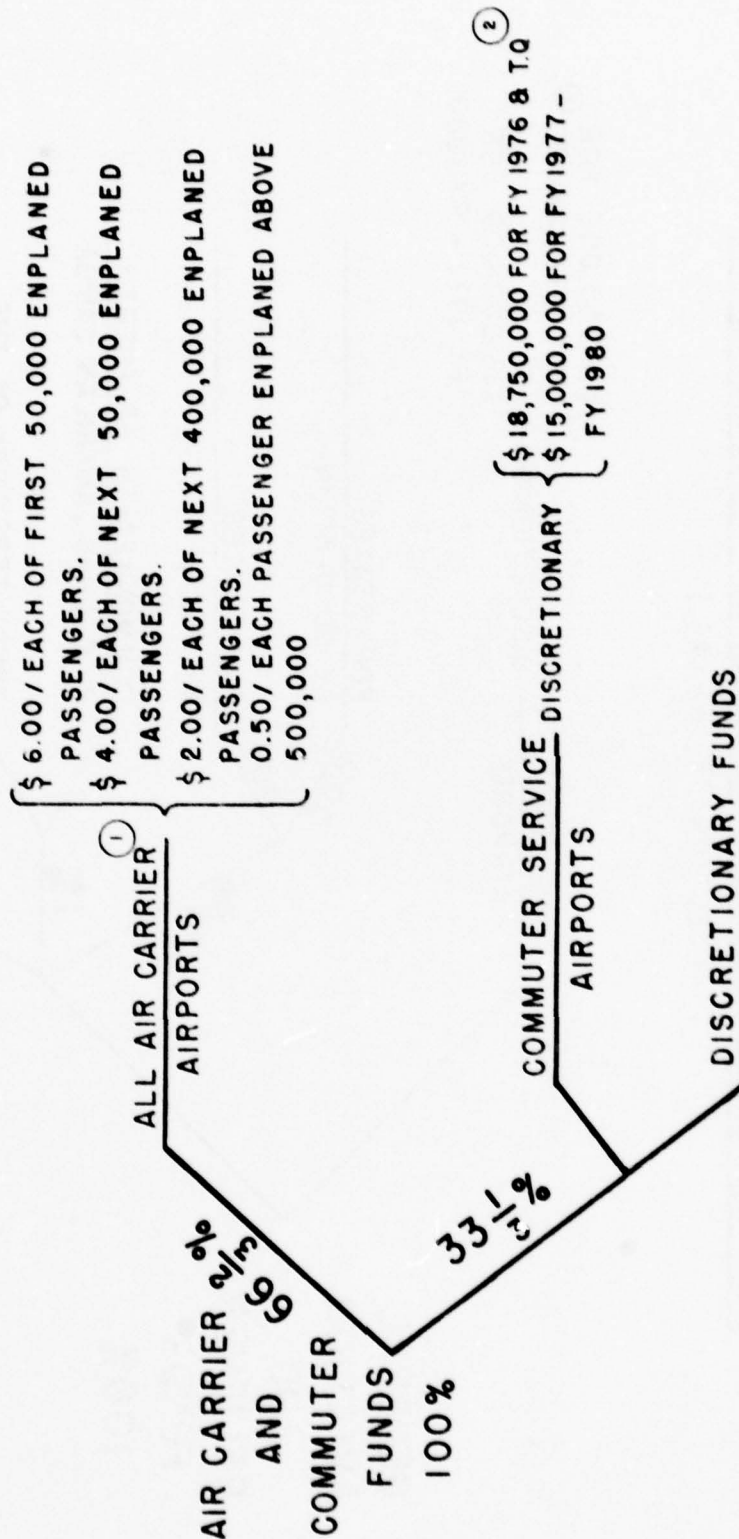 AIR CARRIER
AND
COMMUTER
FUNDS
100%
66 2/3 %
ALL AIR CARRIER ①
AIRPORTS
$ 6.00/ EACH OF FIRST 50,000 ENPLANED
PASSENGERS.
$ 4.00/ EACH OF NEXT 50,000 ENPLANED
PASSENGERS.
$ 2.00/ EACH OF NEXT 400,000 ENPLANED
PASSENGERS.
0.50/ EACH PASSENGER ENPLANED ABOVE
500,000
33 1/3 %
COMMUTER SERVICE
AIRPORTS
DISCRETIONARY
$ 18,750,000 FOR FY 1976 & T.Q ②
$ 15,000,000 FOR FY 1977-
FY 1980
DISCRETIONARY FUNDS